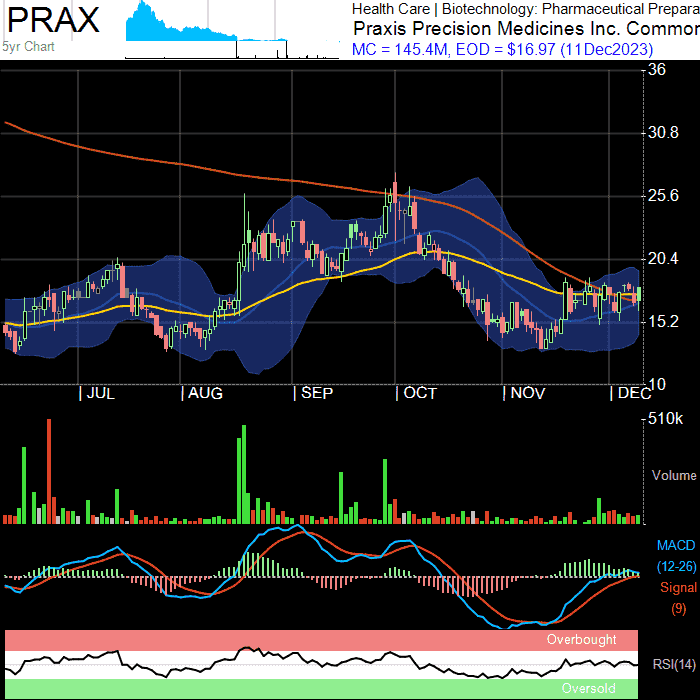 PRAX
5yr Chart
Health Care | Biotechnology: Pharmaceutical Prepara
Praxis Precision Medicines Inc. Common
MC = 145.4M, EOD = $16.97 (11Dec2023)
36
30.8
25.6
20.4
15.2
10
JUL AUG SEP OCT NOV DEC
510k
Volume
MACD
(12-26)
Signal
(9)
Overbought
RSI(14)
Oversold